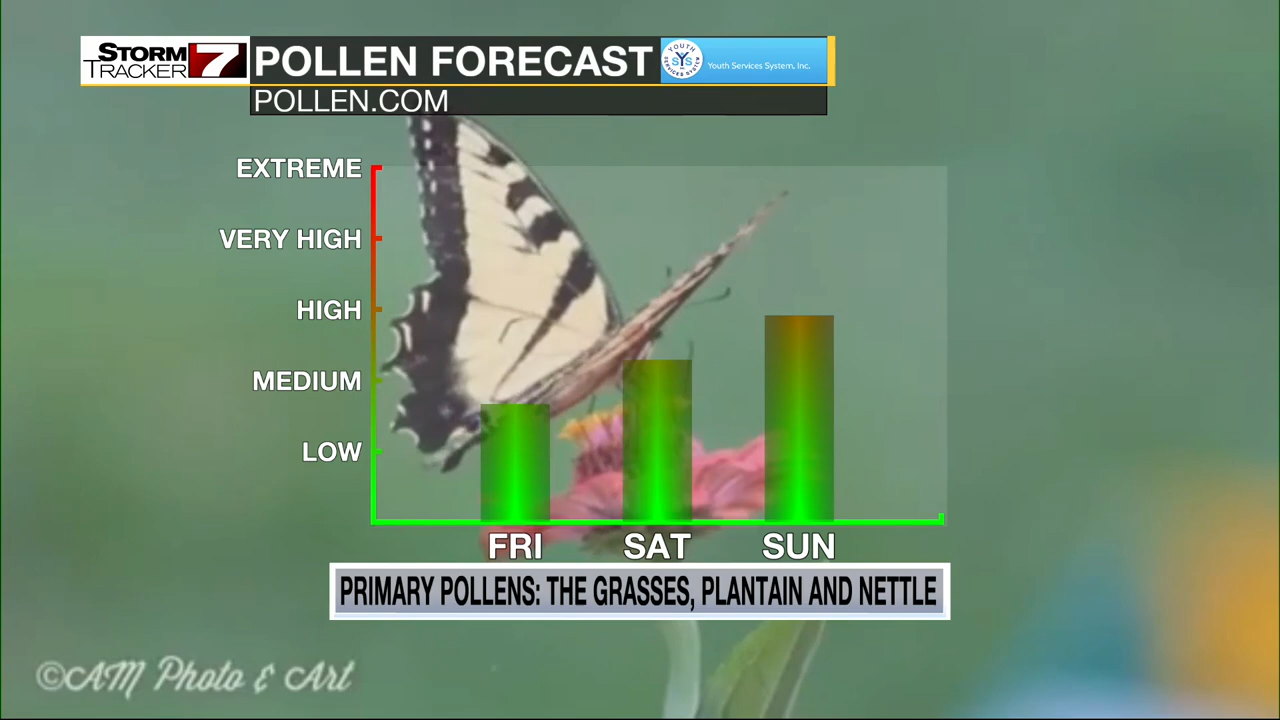 STORM
TRACKER 7
POLLEN FORECAST
YOUTH
SYS
SERVICES SYSTEM
Youth Services System, Inc.
POLLEN.COM
EXTREME
VERY HIGH
HIGH
MEDIUM
LOW
FRI SAT SUN
PRIMARY POLLENS: THE GRASSES, PLANTAIN AND NETTLE
©AM Photo & Art